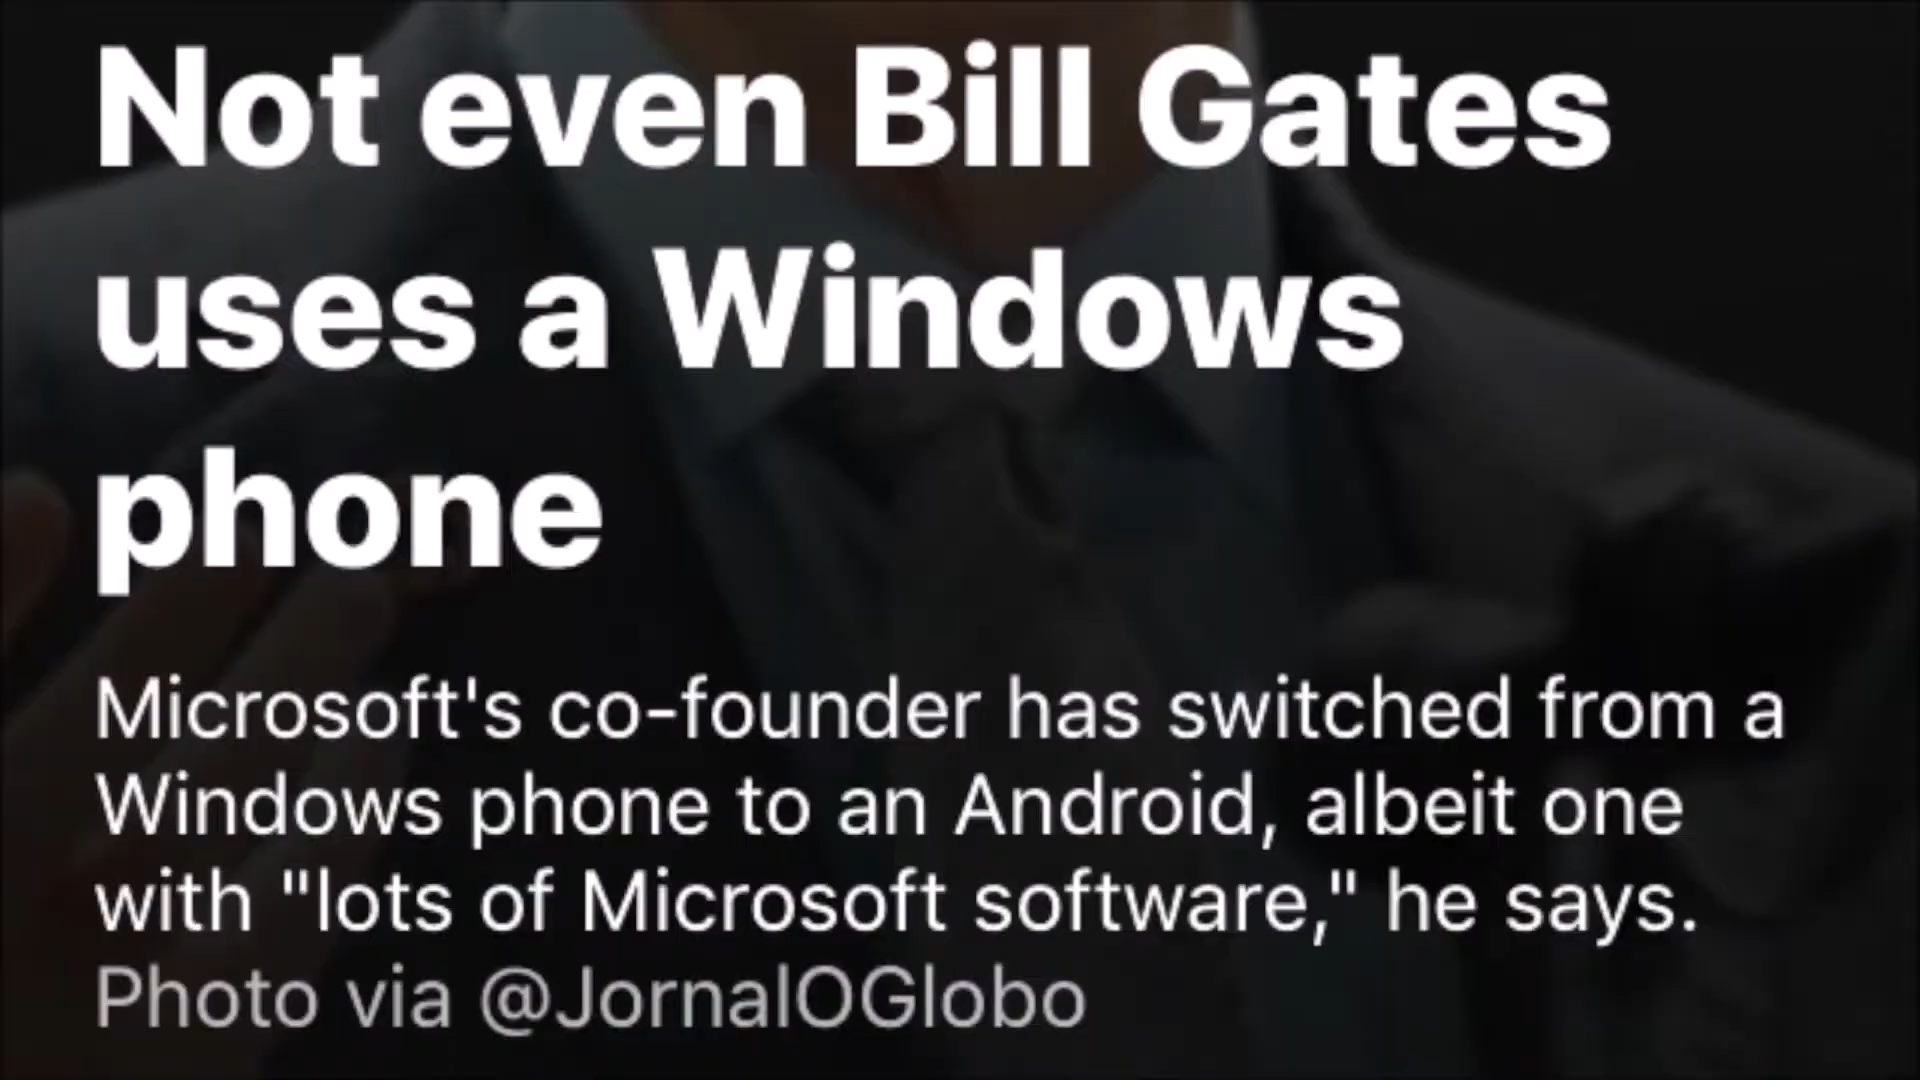 Not even Bill Gates
uses a Windows
phone
Microsoft's co-founder has switched from a
Windows phone to an Android, albeit one
with "lots of Microsoft software," he says.
Photo via @JornalOGlobo